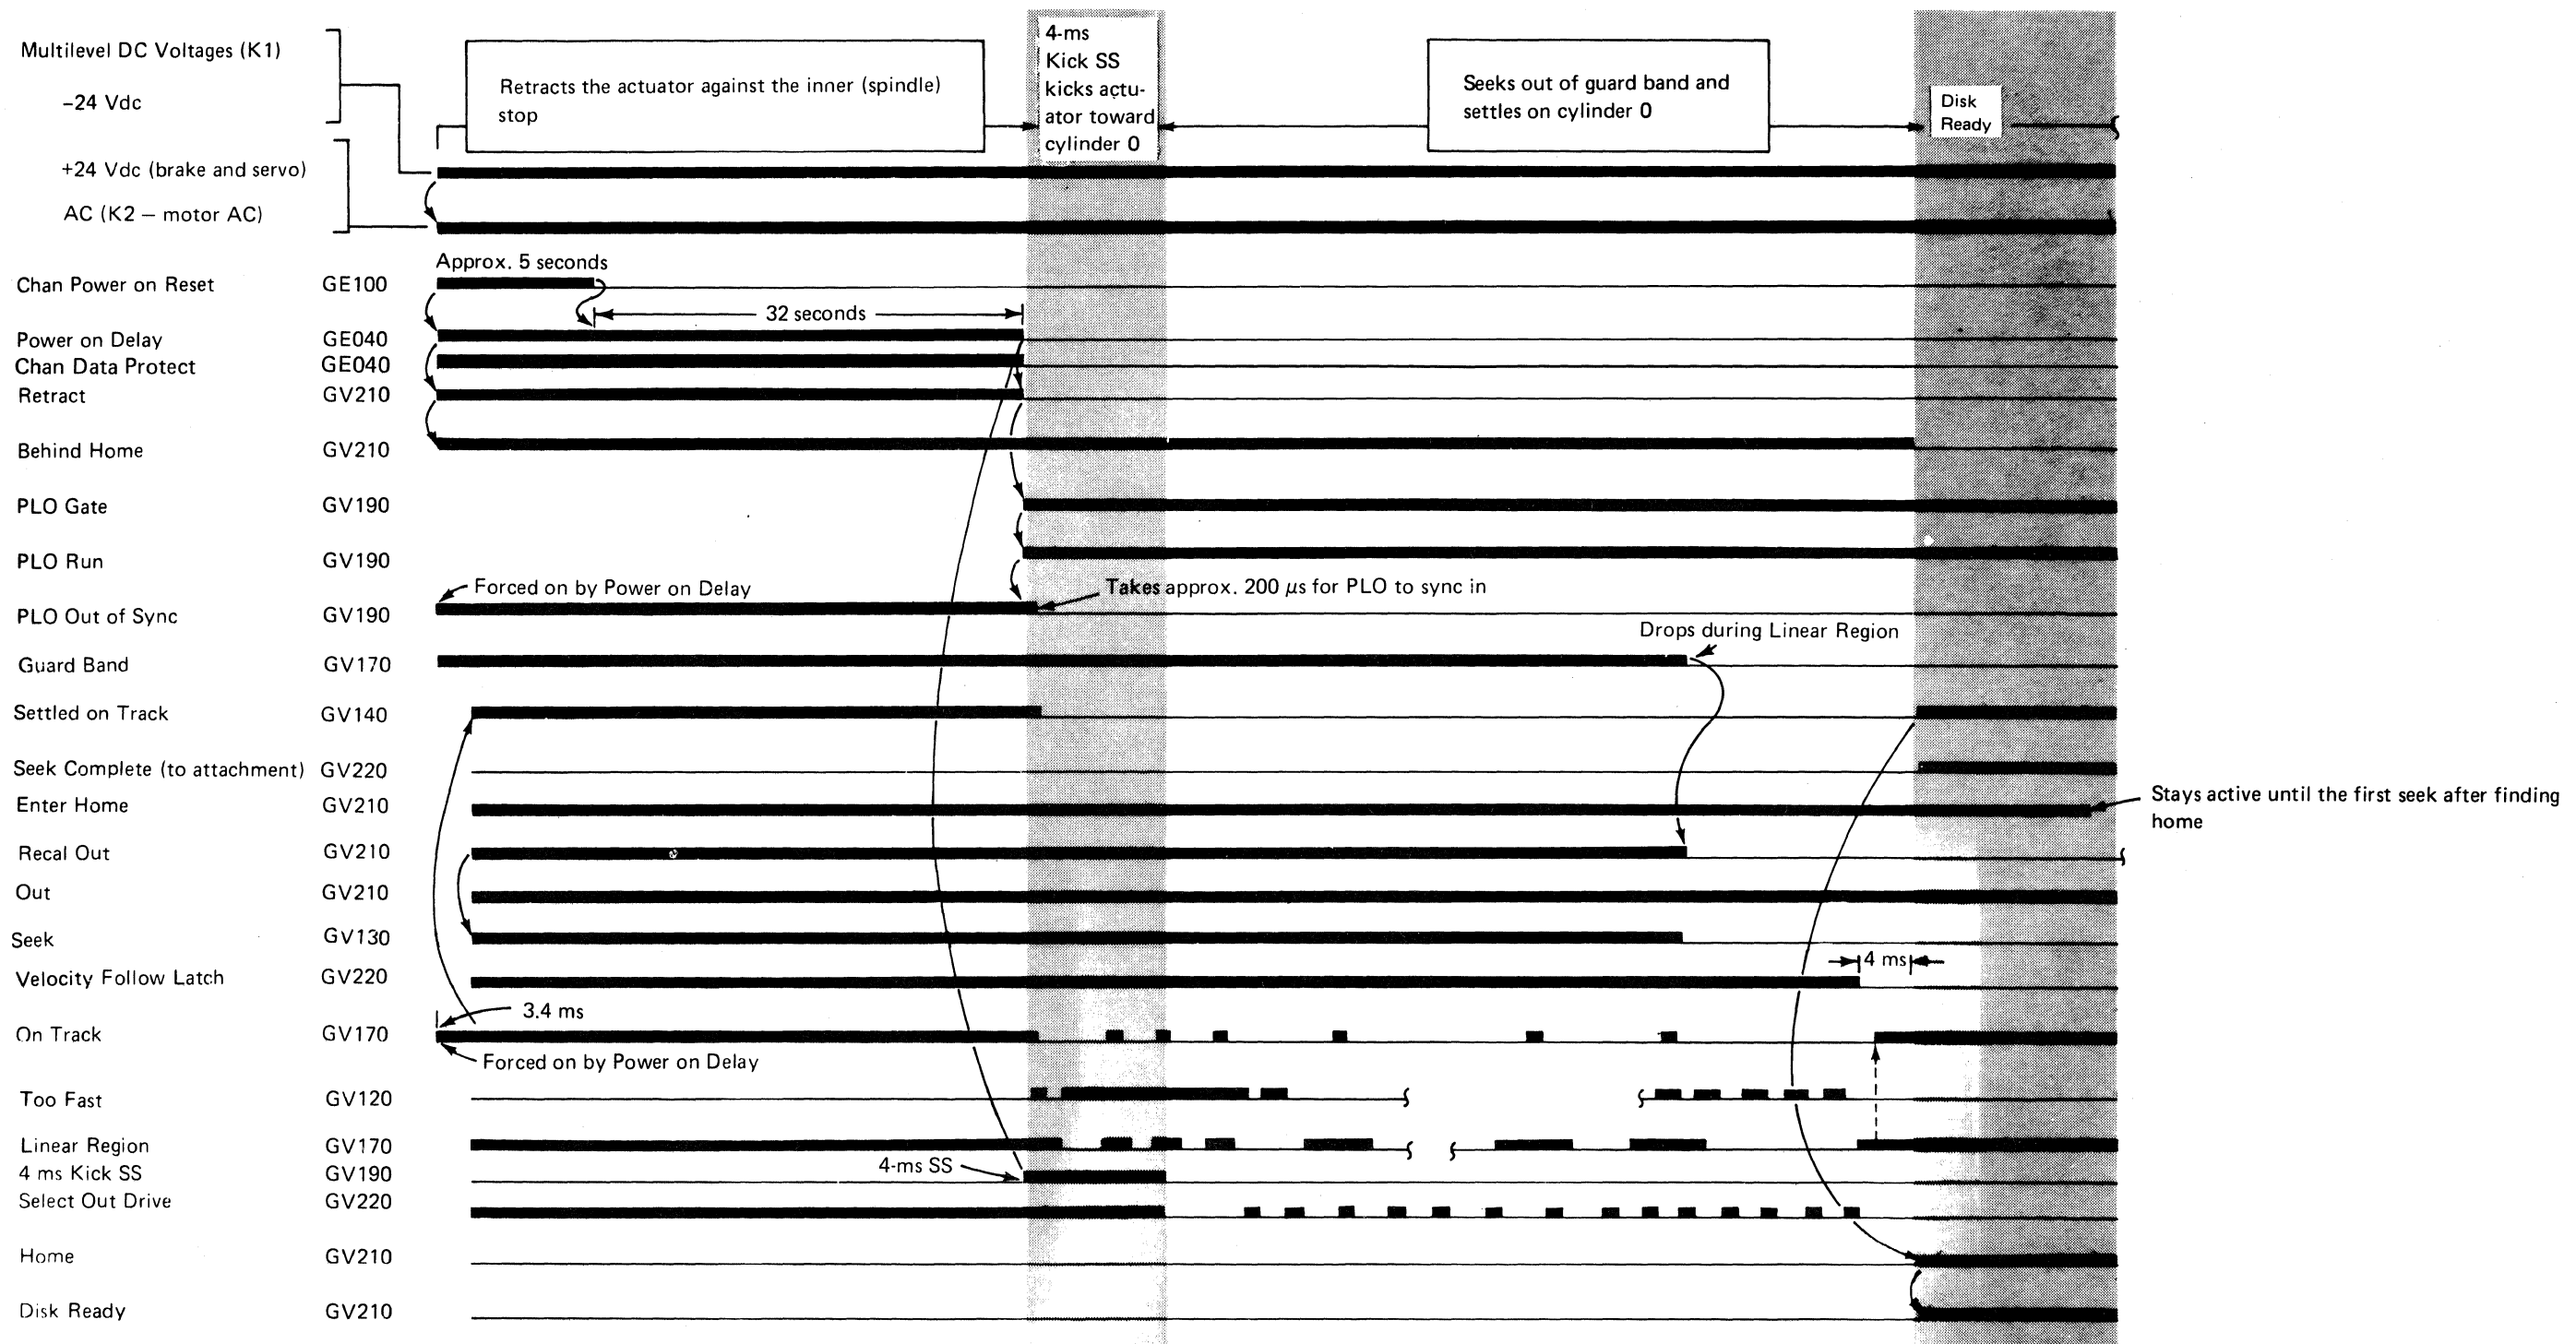 Multilevel DC Voltages (K1)
−24 Vdc
+24 Vdc (brake and servo)
AC (K2 – motor AC)
Retracts the actuator against the inner (spindle)
stop
4-ms
Kick SS
kicks actu-
ator toward
cylinder 0
Seeks out of guard band and
settles on cylinder 0
Disk
Ready
Approx. 5 seconds
Chan Power on Reset GE100
32 seconds
Power on Delay GE040
Chan Data Protect GE040
Retract GV210
Behind Home GV210
PLO Gate GV190
PLO Run GV190
Forced on by Power on Delay
Takes approx. 200 μs for PLO to sync in
PLO Out of Sync GV190
Drops during Linear Region
Guard Band GV170
Settled on Track GV140
Seek Complete (to attachment) GV220
Enter Home GV210
Stays active until the first seek after finding
home
Recal Out GV210
Out GV210
Seek GV130
4 ms
Velocity Follow Latch GV220
3.4 ms
On Track GV170
Forced on by Power on Delay
Too Fast GV120
Linear Region GV170
4-ms SS
4 ms Kick SS GV190
Select Out Drive GV220
Home GV210
Disk Ready GV210